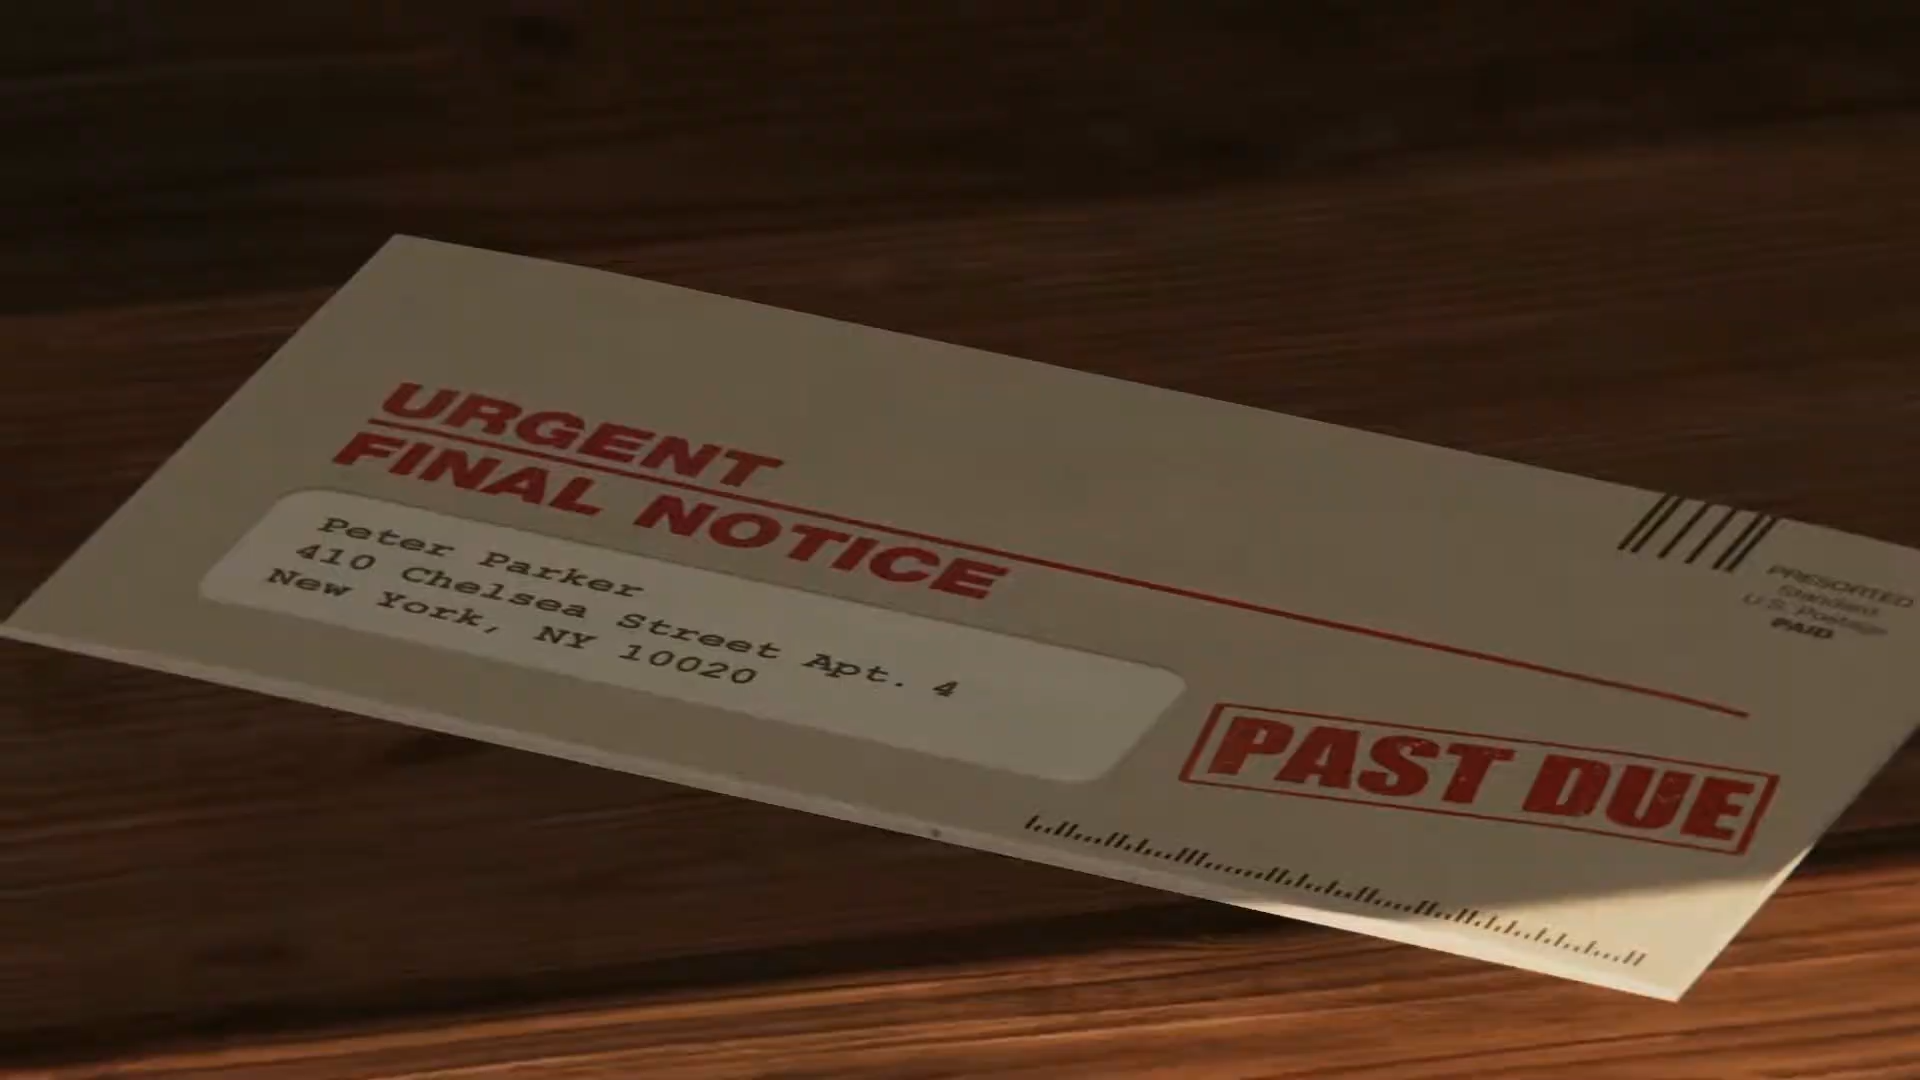 URGENT
FINAL NOTICE
Peter Parker
410 Chelsea Street Apt. 4
New York, NY 10020
PRESORTED
Standard
U.S. Postage
PAID
PAST DUE